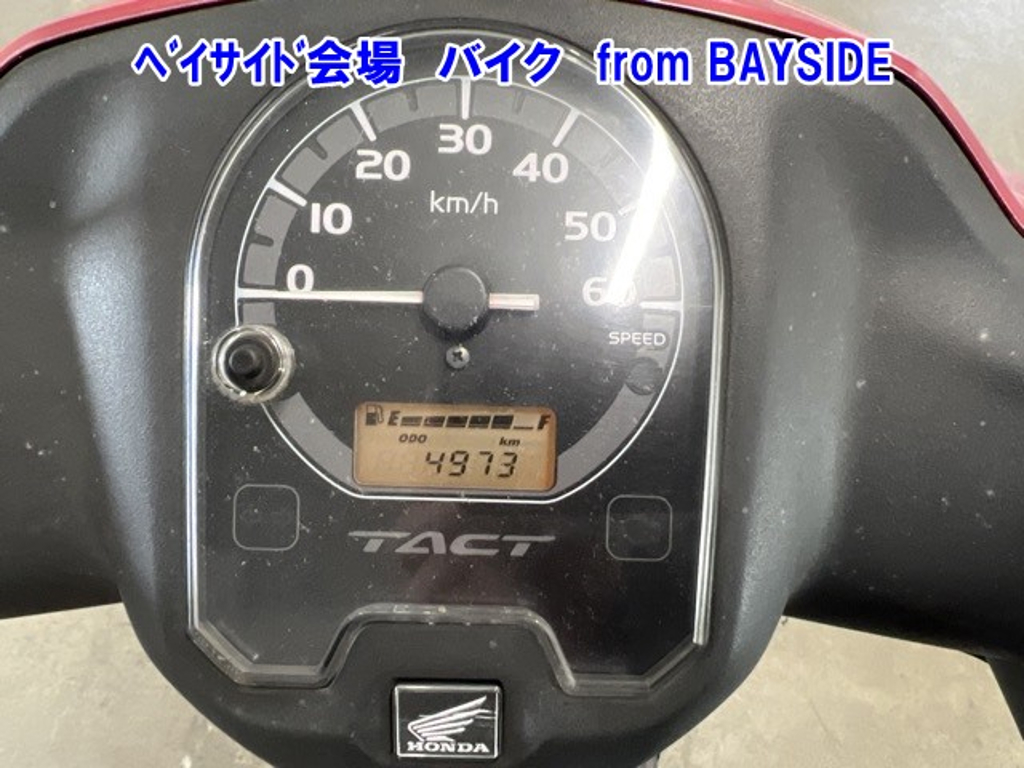 ﾍﾞｲｻｲﾄﾞ会場　バイク　from BAYSIDE
30
20 40
km/h
10 50
0 60
SPEED
E F
ODO km
4973
TACT
HONDA